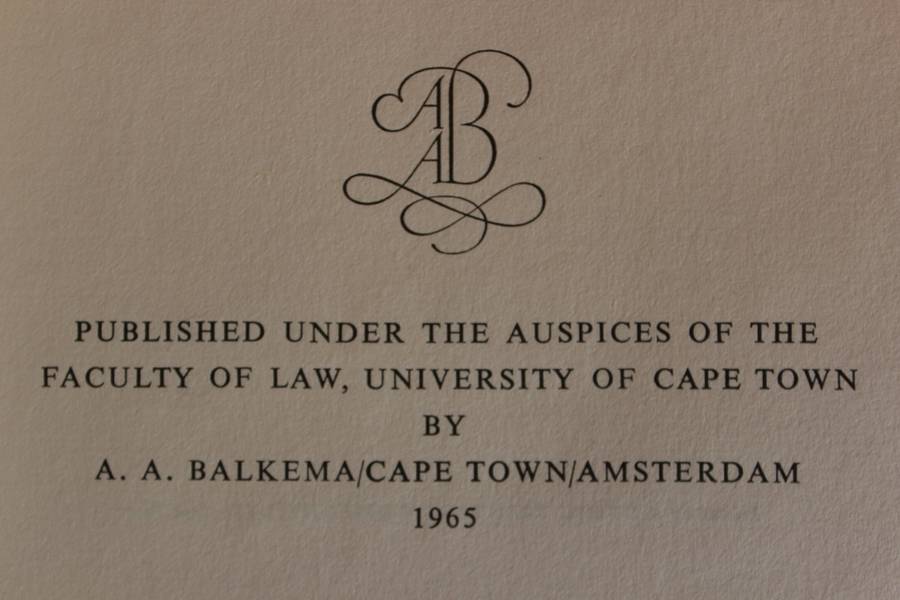 AAB
PUBLISHED UNDER THE AUSPICES OF THE
FACULTY OF LAW, UNIVERSITY OF CAPE TOWN
BY
A. A. BALKEMA/CAPE TOWN/AMSTERDAM
1965